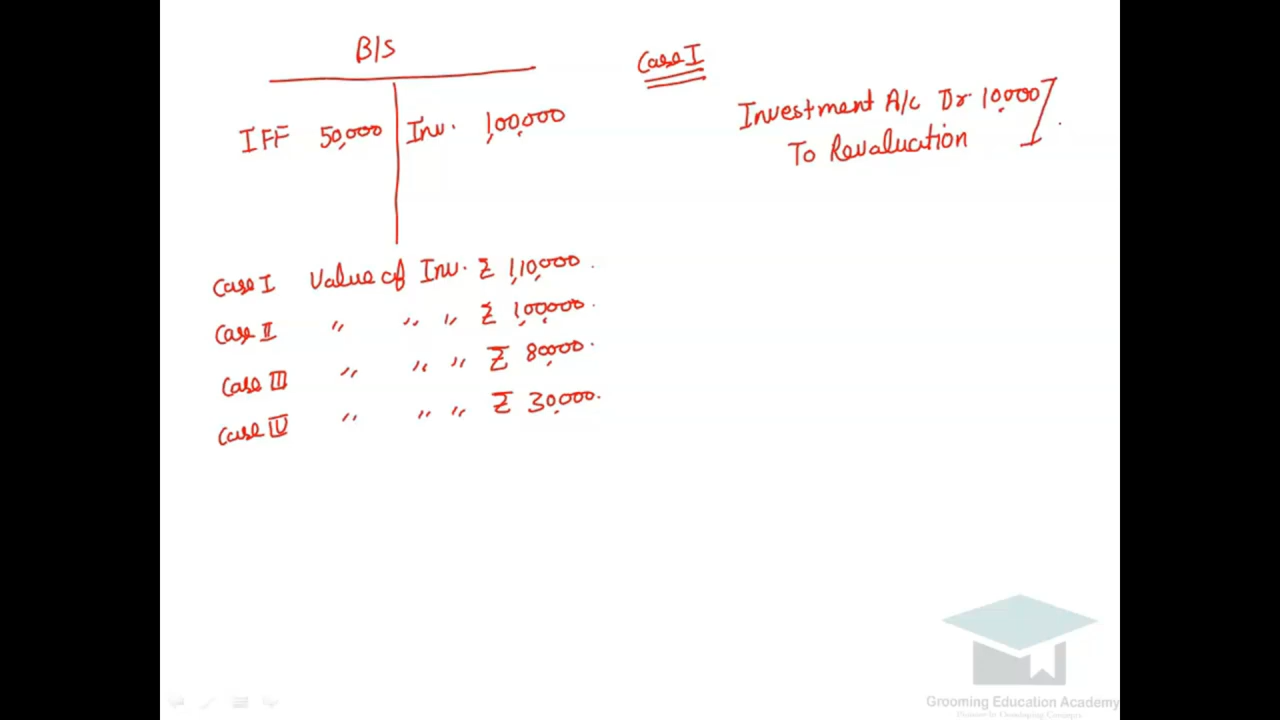 B/S
IFF 50,000 Inv. 1,00,000
Case I Value of Inv. ₹ 1,10,000.
Case II " " " ₹ 1,00,000.
Case III " " " ₹ 80,000.
Case IV " " " ₹ 30,000.
Case I
Investment A/c Dr 10,000
To Revaluation
Grooming Education Academy